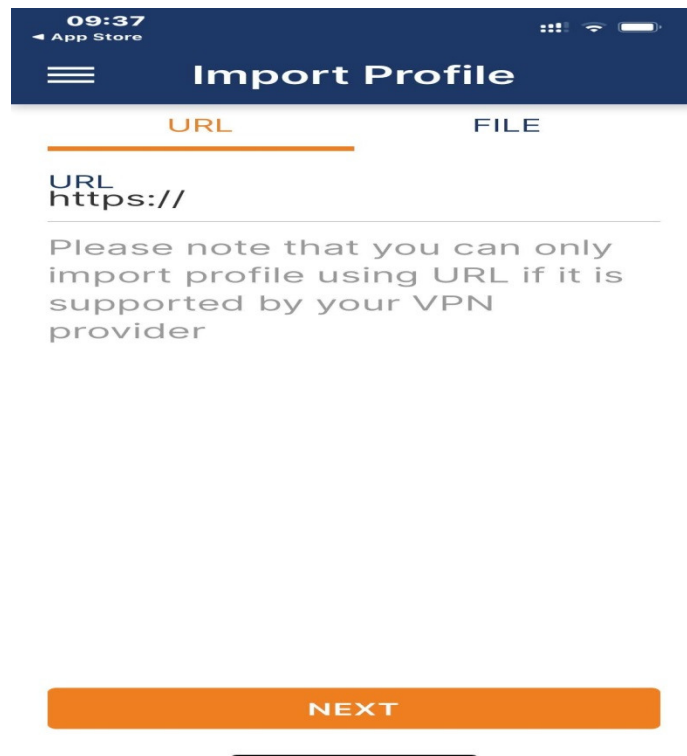 09:37
◄ App Store
Import Profile
URL
FILE
URL
https://
Please note that you can only
import profile using URL if it is
supported by your VPN
provider
NEXT